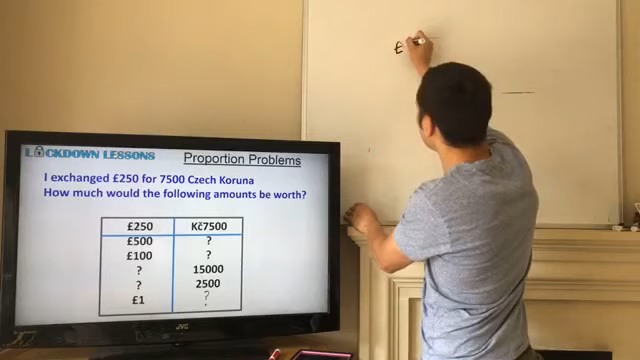 £
LOCKDOWN LESSONS
Proportion Problems
I exchanged £250 for 7500 Czech Koruna
How much would the following amounts be worth?
£250 Kč7500
£500 ?
£100 ?
? 15000
? 2500
£1 ?
JVC